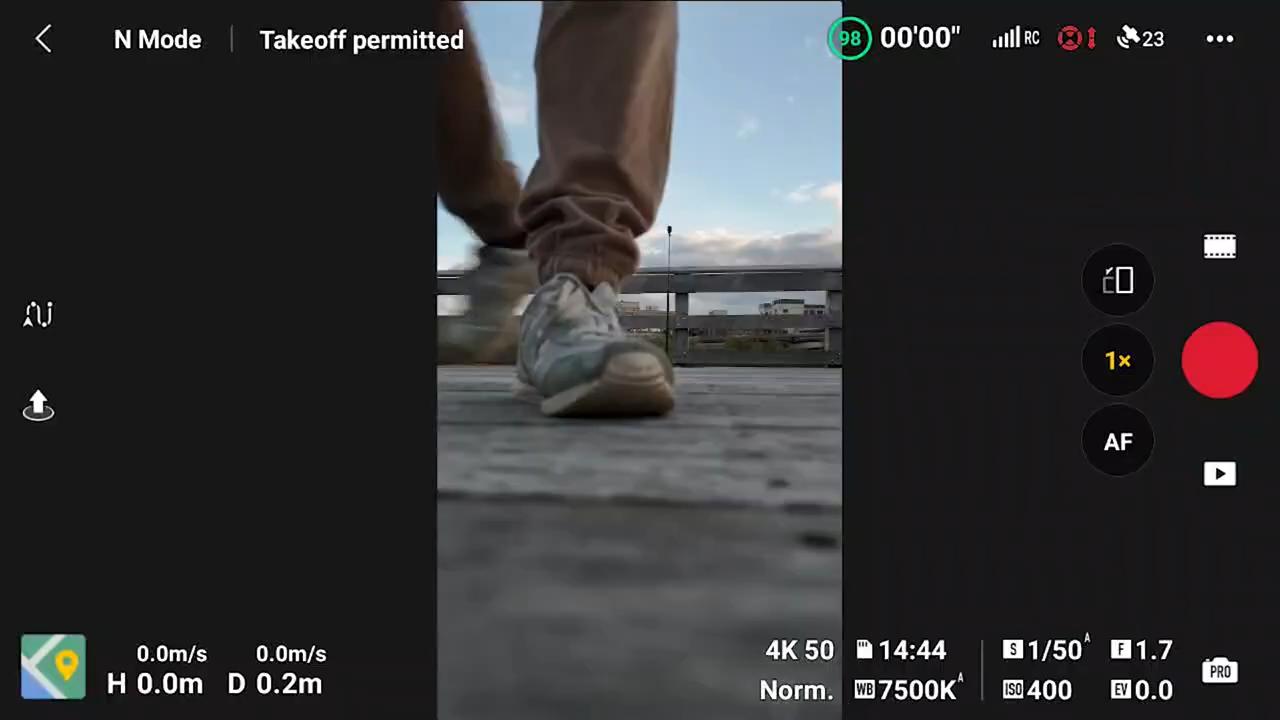 N Mode
Takeoff permitted
98
00'00"
RC
23
1×
AF
0.0m/s 0.0m/s
H 0.0m D 0.2m
4K 50
Norm.
14:44
WB 7500K A
S 1/50 A
F 1.7
ISO 400
EV 0.0
PRO